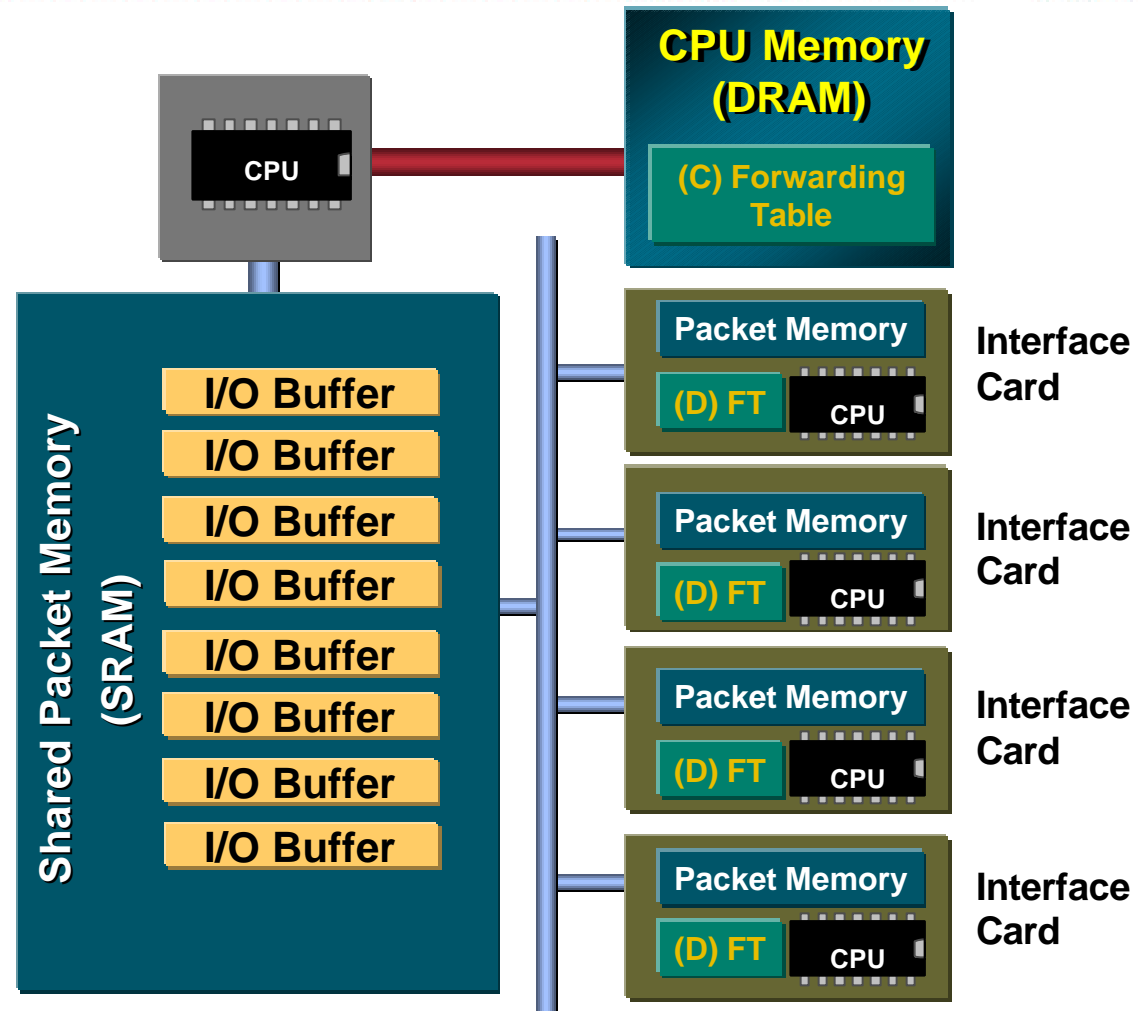 CPU Memory
(DRAM)
(C) Forwarding
Table
CPU
Shared Packet Memory
(SRAM)
I/O Buffer
I/O Buffer
I/O Buffer
I/O Buffer
I/O Buffer
I/O Buffer
I/O Buffer
I/O Buffer
Packet Memory
(D) FT
CPU
Interface
Card
Packet Memory
(D) FT
CPU
Interface
Card
Packet Memory
(D) FT
CPU
Interface
Card
Packet Memory
(D) FT
CPU
Interface
Card